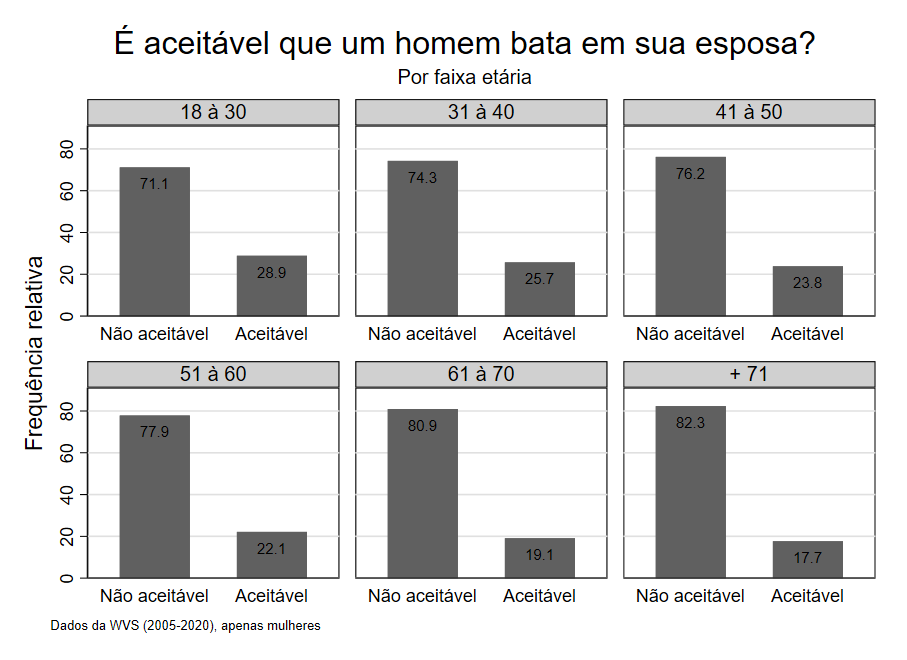 É aceitável que um homem bata em sua esposa?
Por faixa etária
Frequência relativa
18 à 30
31 à 40
41 à 50
80
60
40
20
0
71.1
28.9
74.3
25.7
76.2
23.8
Não aceitável
Aceitável
Não aceitável
Aceitável
Não aceitável
Aceitável
51 à 60
61 à 70
+ 71
80
60
40
20
0
77.9
22.1
80.9
19.1
82.3
17.7
Não aceitável
Aceitável
Não aceitável
Aceitável
Não aceitável
Aceitável
Dados da WVS (2005-2020), apenas mulheres